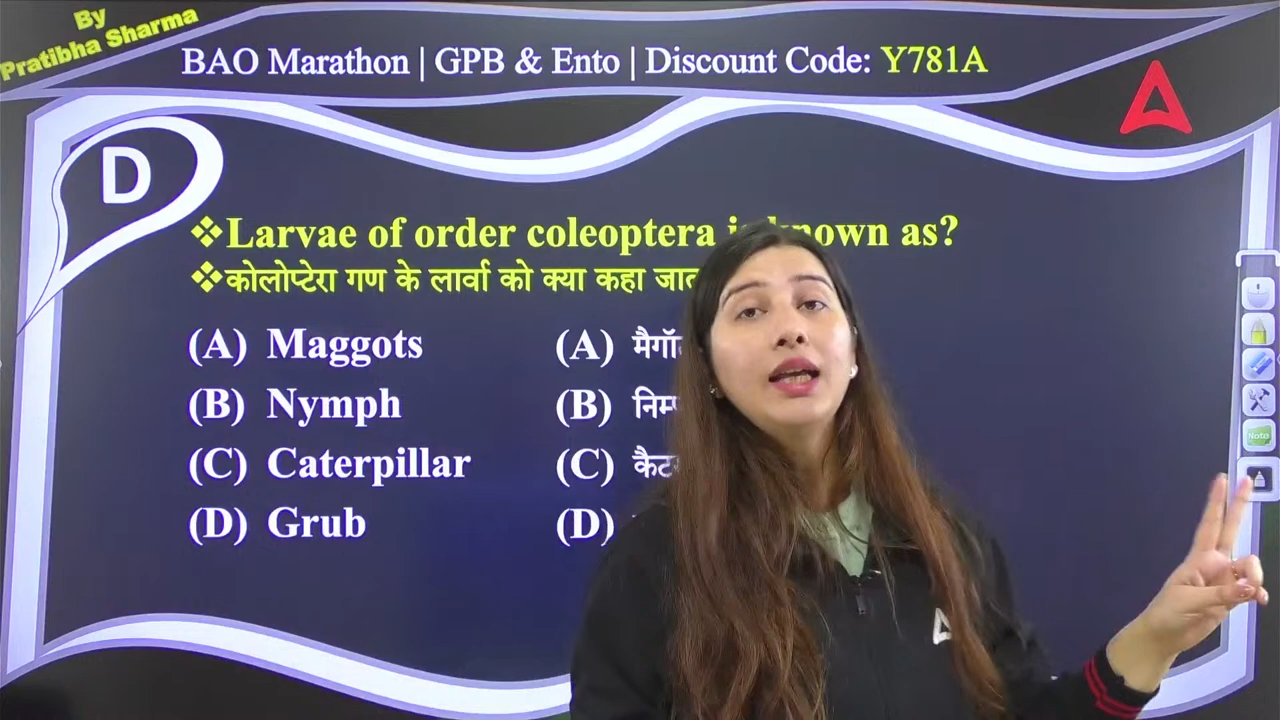 By
Pratibha Sharma
BAO Marathon | GPB & Ento | Discount Code: Y781A
D
❖Larvae of order coleoptera is known as?
❖कोलोप्टेरा गण के लार्वा को क्या कहा
(A) Maggots
(A)
(B) Nymph
(B)
(C) Caterpillar
(C)
(D) Grub
(D)
Note